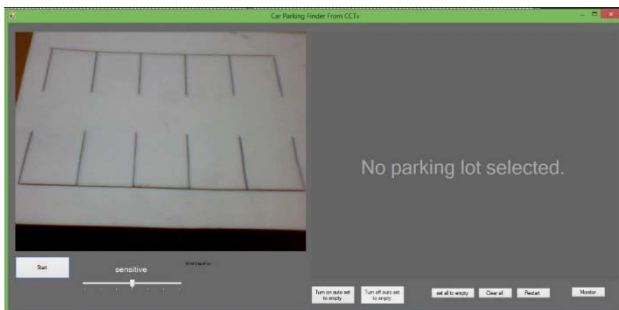 Car Parking Finder From CCTv
No parking lot selected.
Start
sensitive
Turn on auto set
to empty
Turn off auto set
to empty
set all to empty
Clear all
Restart
Monitor